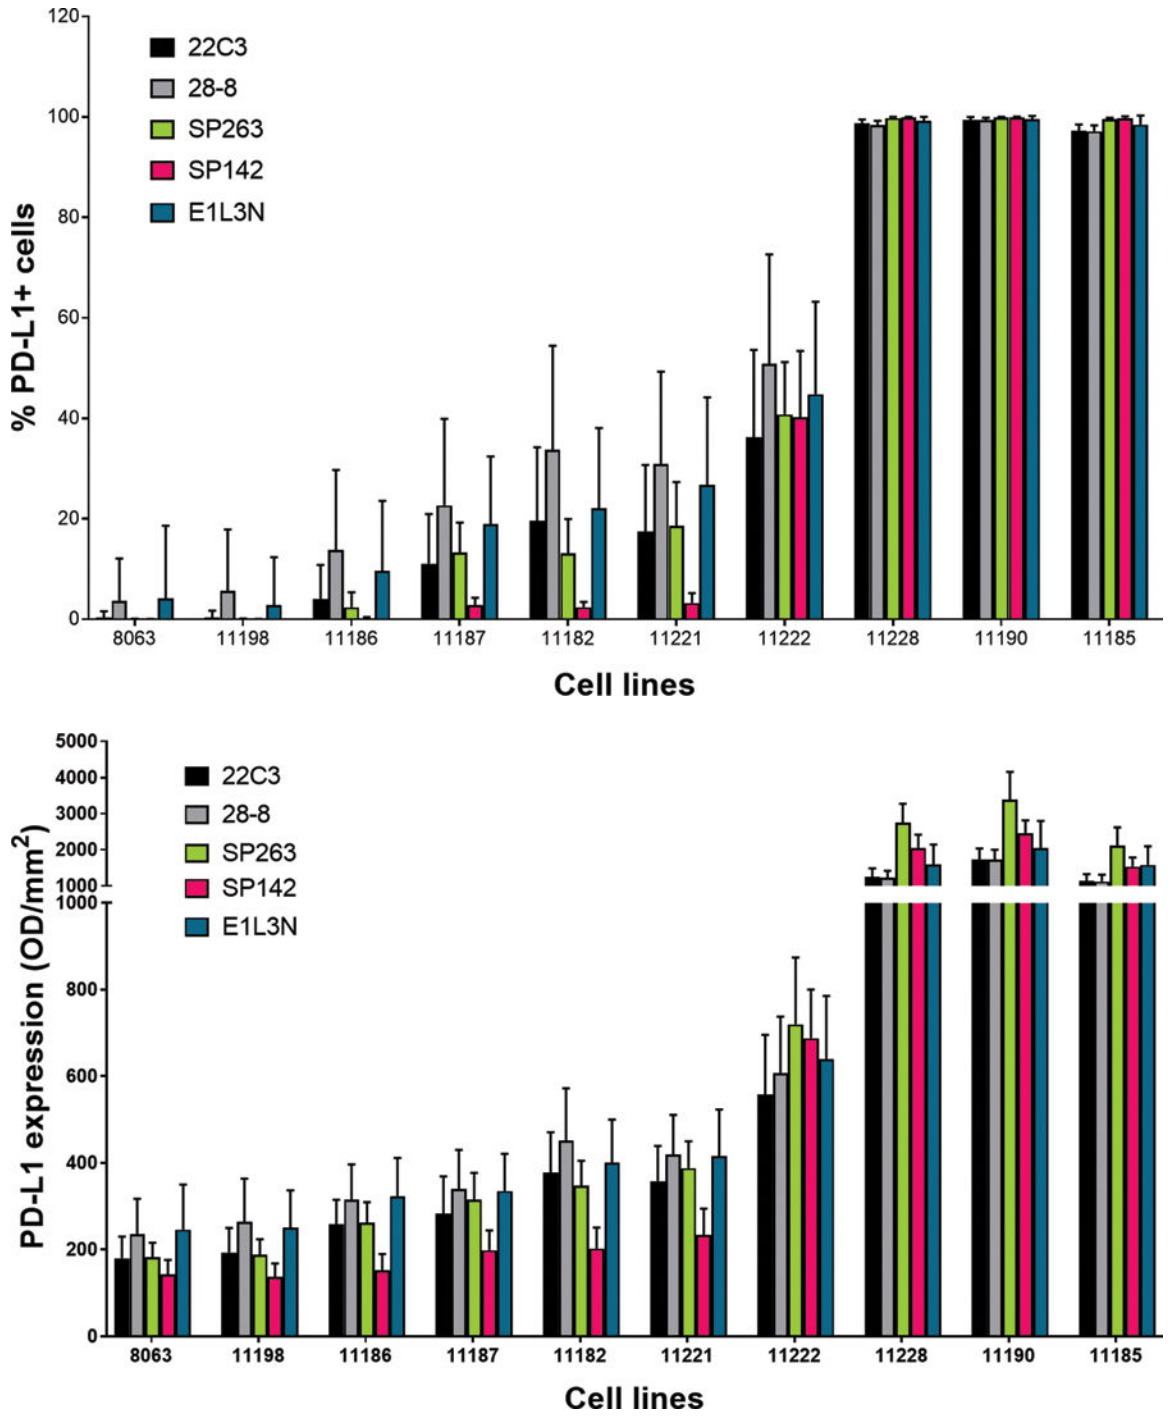 120
100
80
60
40
20
0
% PD-L1+ cells
22C3
28-8
SP263
SP142
E1L3N
8063 11198 11186 11187 11182 11221 11222 11228 11190 11185
Cell lines
5000
4000
3000
2000
1000
1000
800
600
400
200
0
PD-L1 expression (OD/mm²)
22C3
28-8
SP263
SP142
E1L3N
8063 11198 11186 11187 11182 11221 11222 11228 11190 11185
Cell lines